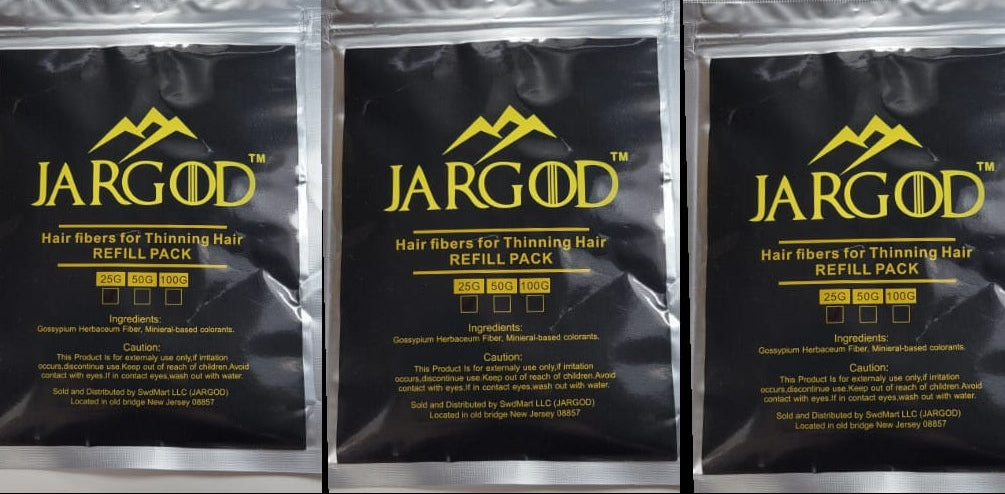 JARGOD™
Hair fibers for Thinning Hair
REFILL PACK
25G 50G 100G
Ingredients:
Gossypium Herbaceum Fiber, Minieral-based colorants.
Caution:
This Product Is for externaly use only,if irritation
occurs,discontinue use.Keep out of reach of children.Avoid
contact with eyes.If in contact eyes,wash out with water.
Sold and Distributed by SwdMart LLC (JARGOD)
Located in old bridge New Jersey 08857
JARGOD™
Hair fibers for Thinning Hair
REFILL PACK
25G 50G 100G
Ingredients:
Gossypium Herbaceum Fiber, Minieral-based colorants.
Caution:
This Product Is for externaly use only,if irritation
occurs,discontinue use.Keep out of reach of children.Avoid
contact with eyes.If in contact eyes,wash out with water.
Sold and Distributed by SwdMart LLC (JARGOD)
Located in old bridge New Jersey 08857
JARGOD™
Hair fibers for Thinning Hair
REFILL PACK
25G 50G 100G
Ingredients:
Gossypium Herbaceum Fiber, Minieral-based colorants.
Caution:
This Product Is for externaly use only,if irritation
occurs,discontinue use.Keep out of reach of children.Avoid
contact with eyes.If in contact eyes,wash out with water.
Sold and Distributed by SwdMart LLC (JARGOD)
Located in old bridge New Jersey 08857